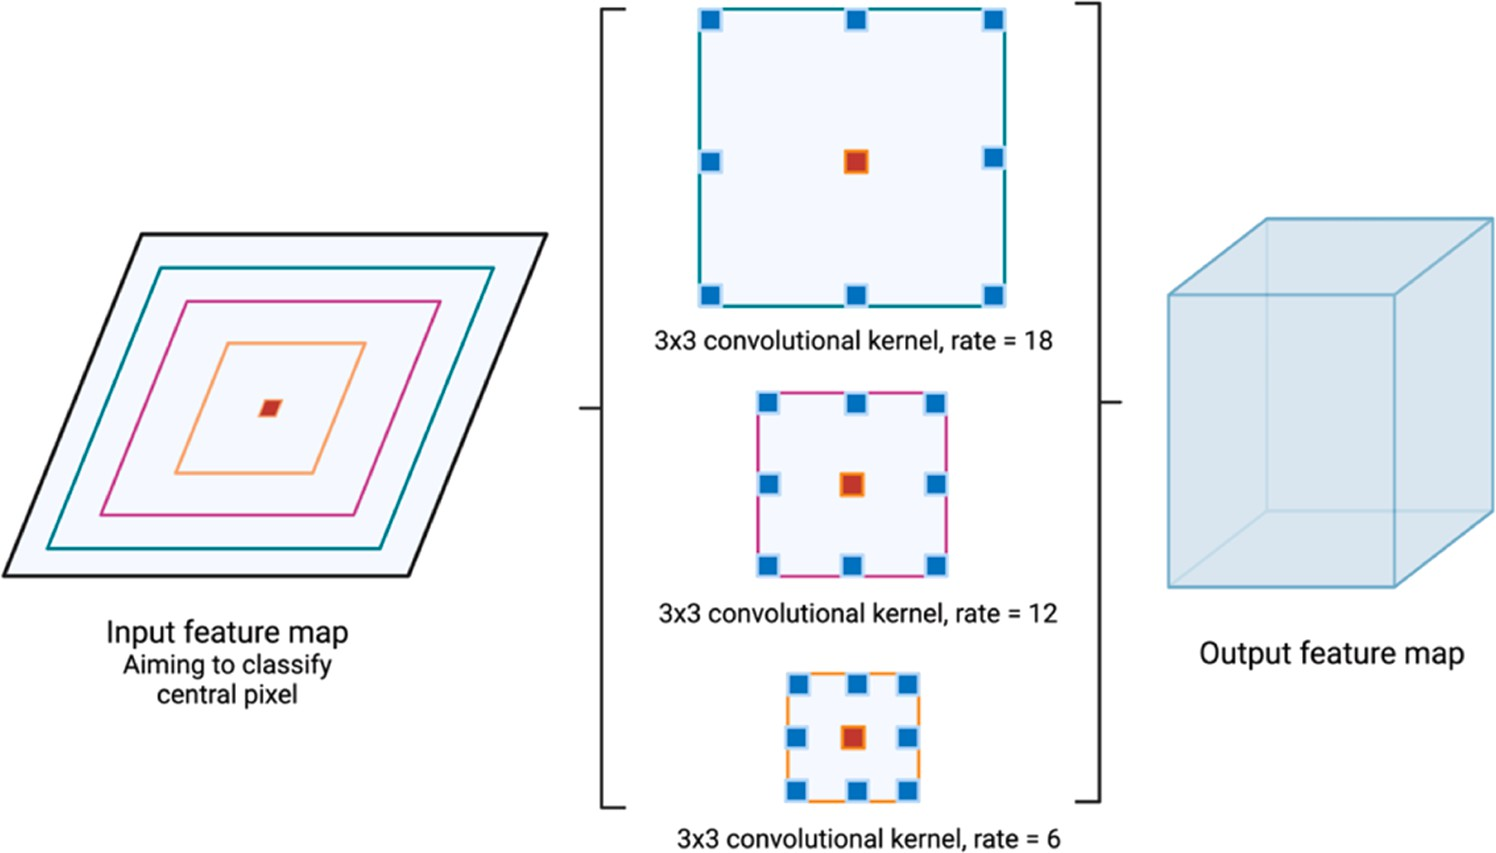 Input feature map
Aiming to classify
central pixel
3x3 convolutional kernel, rate = 18
3x3 convolutional kernel, rate = 12
3x3 convolutional kernel, rate = 6
Output feature map